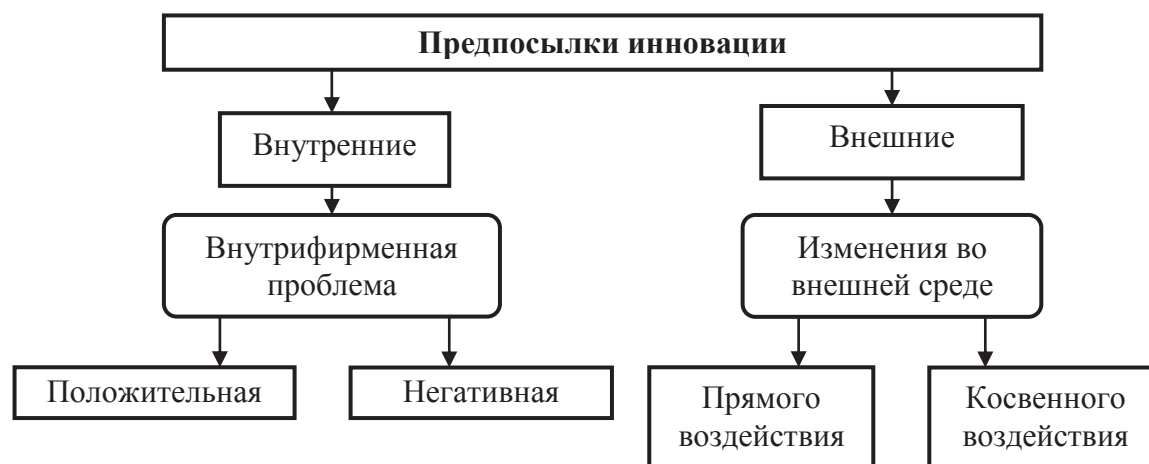 Предпосылки инновации
Внутренние
Внешние
Внутрифирменная
проблема
Изменения во
внешней среде
Положительная
Негативная
Прямого
воздействия
Косвенного
воздействия